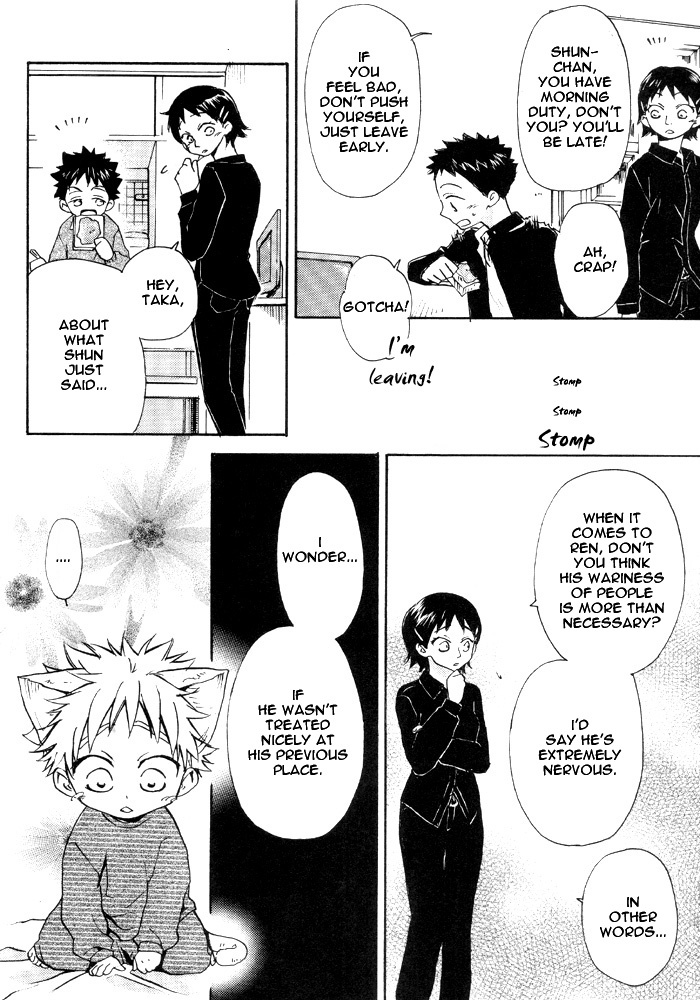 SHUN-
CHAN,
YOU HAVE
MORNING
DUTY, DON'T
YOU? YOU'LL
BE LATE!
AH,
CRAP!
IF
YOU
FEEL BAD,
DON'T PUSH
YOURSELF,
JUST LEAVE
EARLY.
GOTCHA!
I'm
leaving!
Stomp
Stomp
Stomp
HEY,
TAKA,
ABOUT
WHAT
SHUN
JUST
SAID...
WHEN IT
COMES TO
REN, DON'T
YOU THINK
HIS WARINESS
OF PEOPLE
IS MORE THAN
NECESSARY?
I'D
SAY HE'S
EXTREMELY
NERVOUS.
IN
OTHER
WORDS...
I
WONDER...
IF
HE WASN'T
TREATED
NICELY AT
HIS PREVIOUS
PLACE.
....